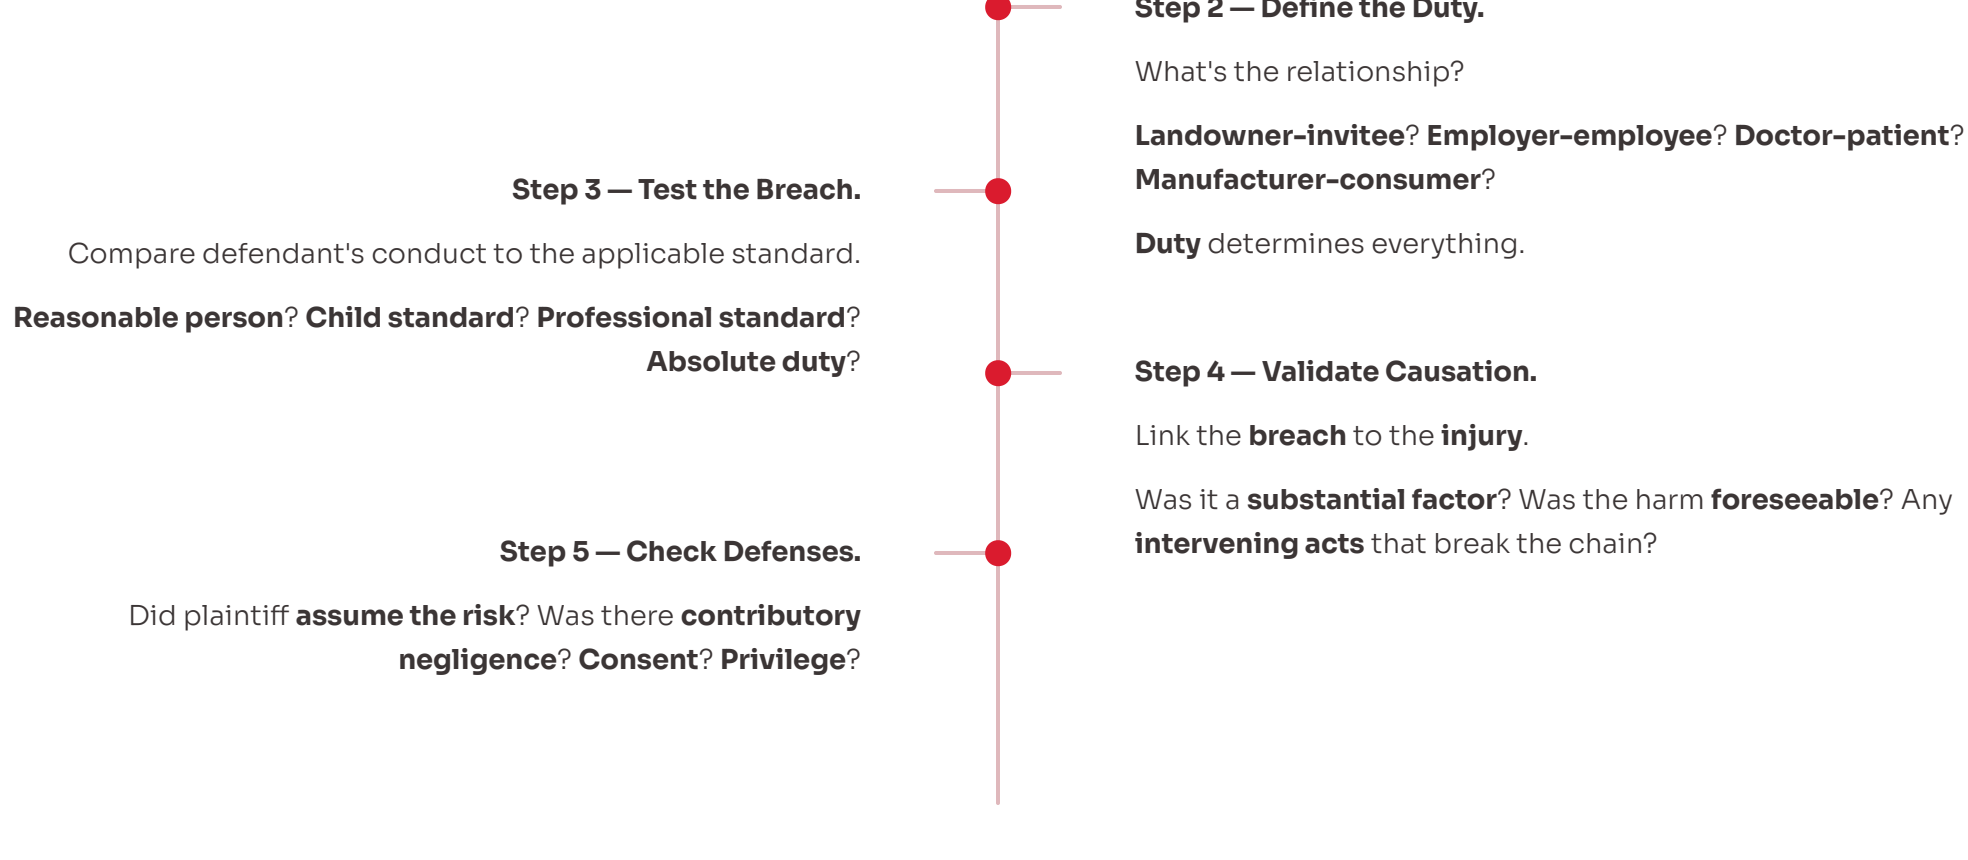 Step 2 — Define the Duty.
What's the relationship?
Landowner-invitee? Employer-employee? Doctor-patient?
Manufacturer-consumer?
Duty determines everything.
Step 3 — Test the Breach.
Compare defendant's conduct to the applicable standard.
Reasonable person? Child standard? Professional standard?
Absolute duty?
Step 4 — Validate Causation.
Link the breach to the injury.
Was it a substantial factor? Was the harm foreseeable? Any
intervening acts that break the chain?
Step 5 — Check Defenses.
Did plaintiff assume the risk? Was there contributory
negligence? Consent? Privilege?